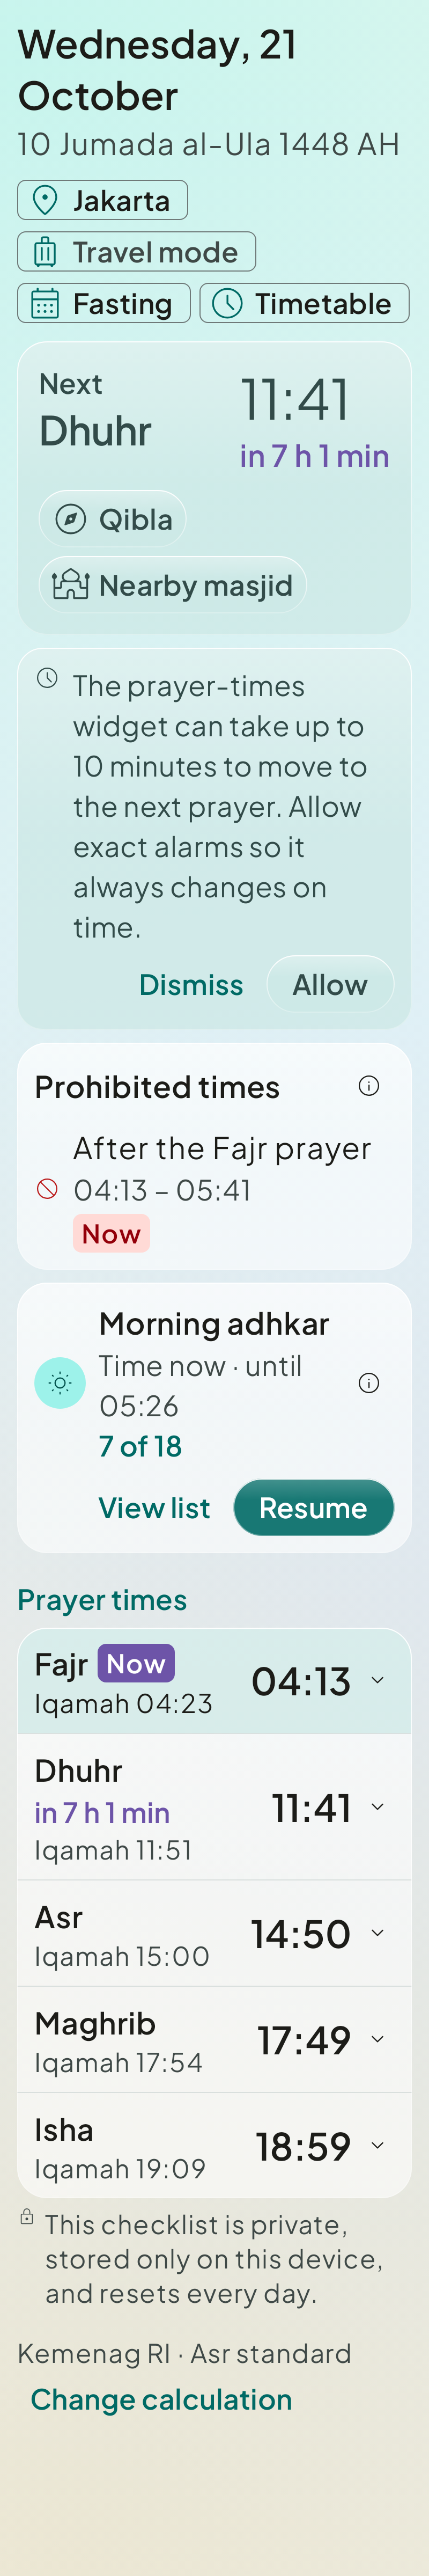 Wednesday, 21
October
10 Jumada al-Ula 1448 AH
Jakarta
Travel mode
Fasting
Timetable
Next
Dhuhr
11:41
in 7 h 1 min
Qibla
Nearby masjid
The prayer-times
widget can take up to
10 minutes to move to
the next prayer. Allow
exact alarms so it
always changes on
time.
Dismiss
Allow
Prohibited times
After the Fajr prayer
04:13 – 05:41
Now
Morning adhkar
Time now · until
05:26
7 of 18
View list
Resume
Prayer times
Fajr
Now
Iqamah 04:23
04:13
Dhuhr
in 7 h 1 min
Iqamah 11:51
11:41
Asr
Iqamah 15:00
14:50
Maghrib
Iqamah 17:54
17:49
Isha
Iqamah 19:09
18:59
This checklist is private,
stored only on this device,
and resets every day.
Kemenag RI · Asr standard
Change calculation